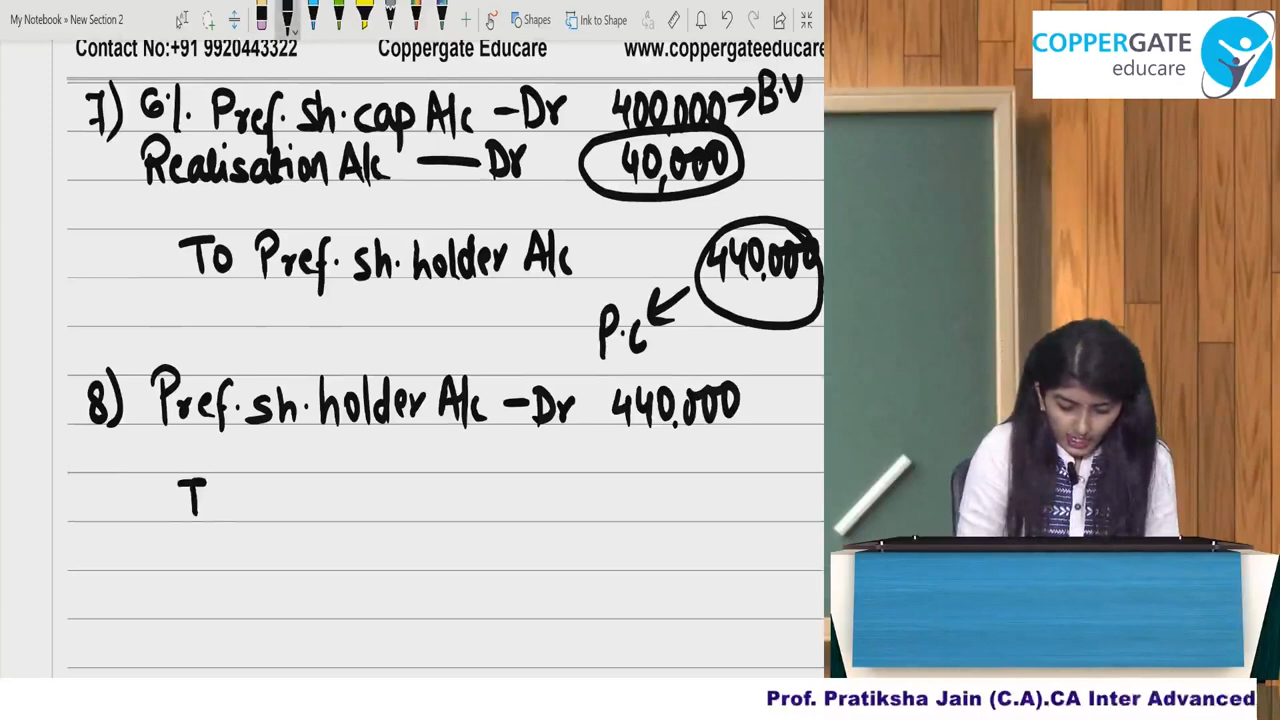 My Notebook » New Section 2
Shapes
Ink to Shape
Contact No:+91 9920443322 Coppergate Educare www.coppergateeducare
COPPERGATE
educare
7) 6%. Pref. sh. cap A/c - Dr 400,000 → B.V
Realisation A/c — Dr 40,000
To Pref. sh. holder A/c 440,000
P.C
8) Pref. sh. holder A/c - Dr 440,000
T
Prof. Pratiksha Jain (C.A).CA Inter Advanced